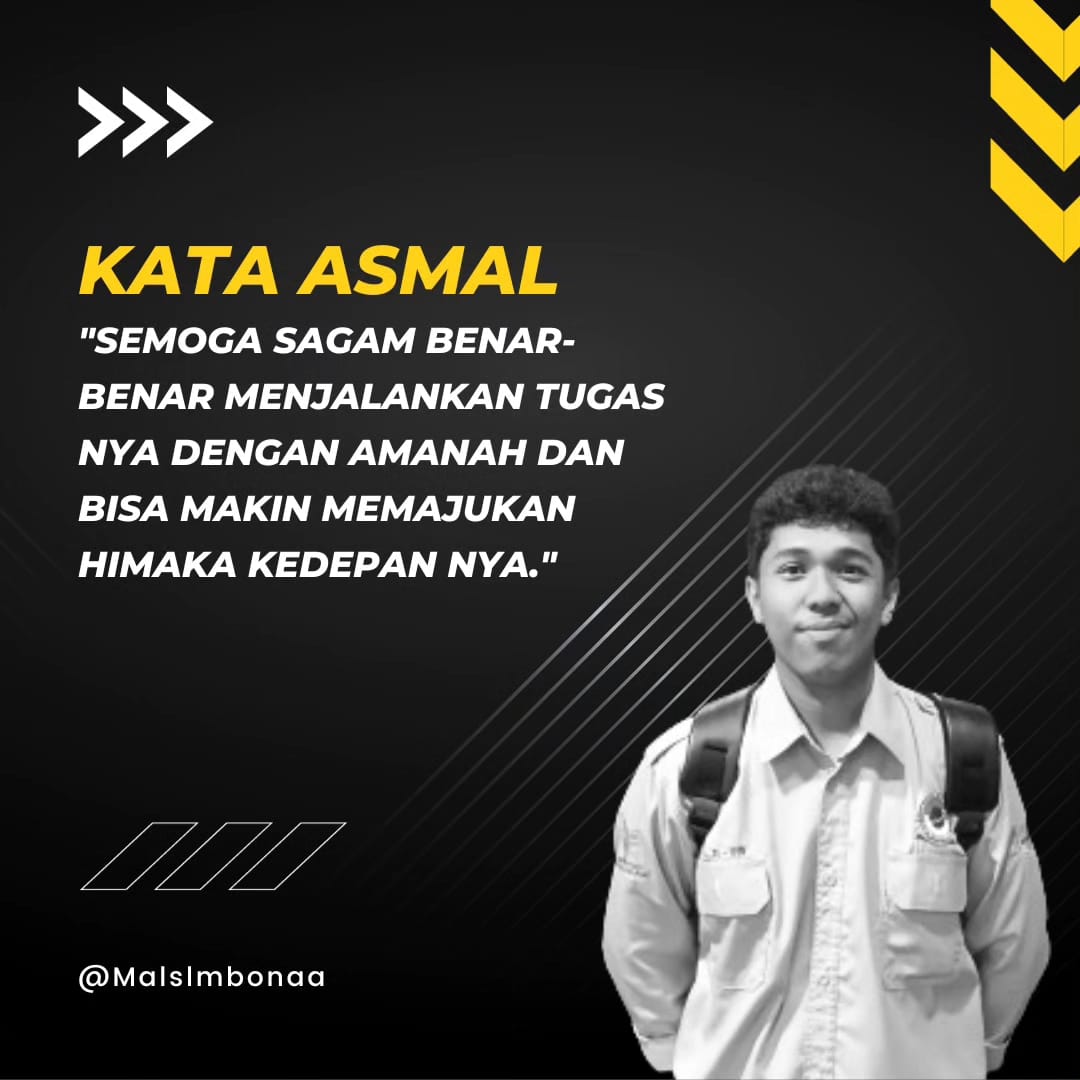 KATA ASMAL
"SEMOGA SAGAM BENAR-
BENAR MENJALANKAN TUGAS
NYA DENGAN AMANAH DAN
BISA MAKIN MEMAJUKAN
HIMAKA KEDEPAN NYA."
@MalsImbonaa